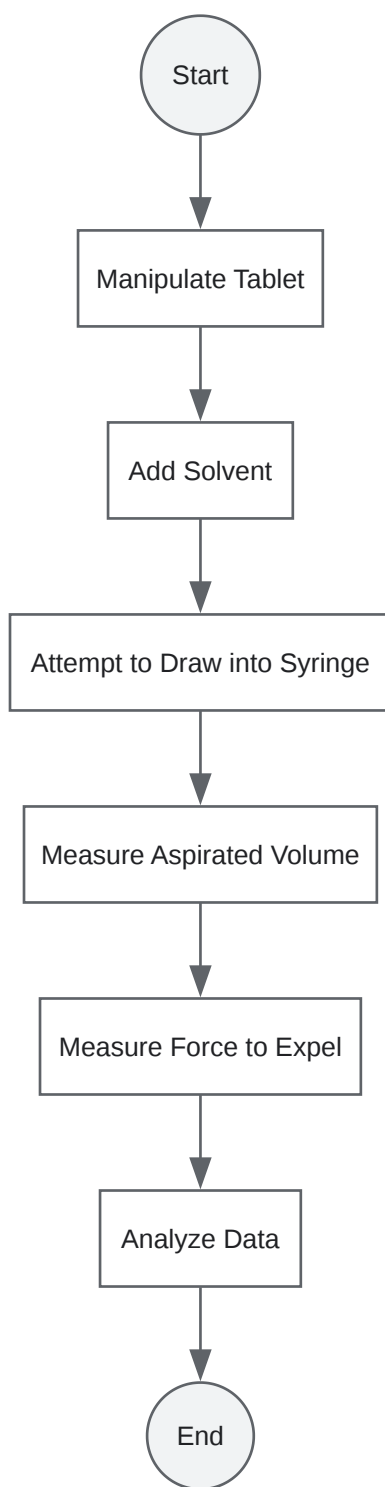 Start
Manipulate Tablet
Add Solvent
Attempt to Draw into Syringe
Measure Aspirated Volume
Measure Force to Expel
Analyze Data
End